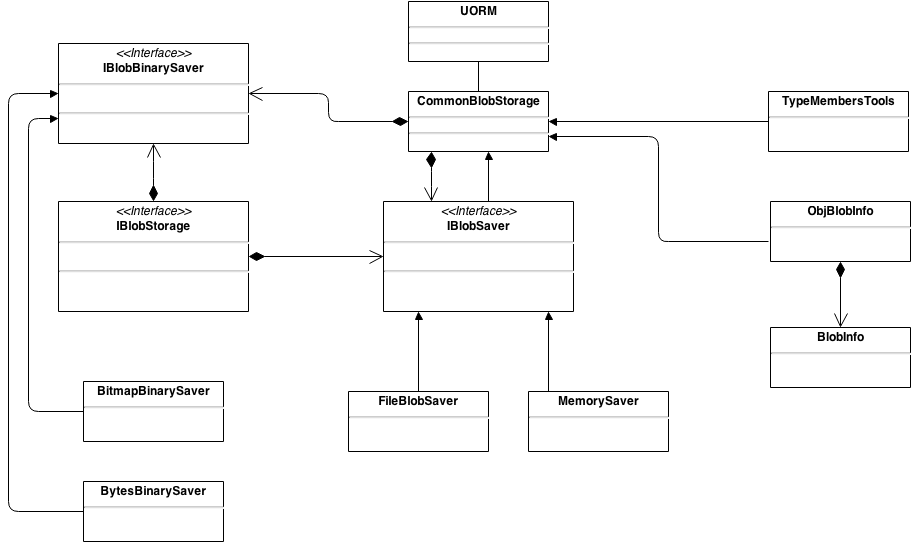 UORM
<<Interface>>
IBlobBinarySaver
CommonBlobStorage
TypeMembersTools
<<Interface>>
IBlobStorage
<<Interface>>
IBlobSaver
ObjBlobInfo
BlobInfo
BitmapBinarySaver
FileBlobSaver
MemorySaver
BytesBinarySaver